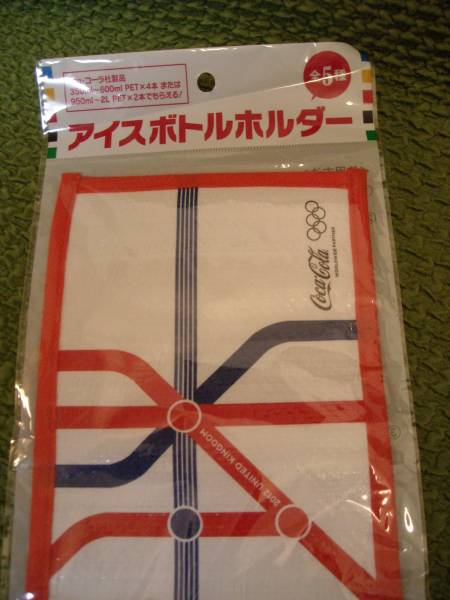 コカ・コーラ社製品
350ml～600ml PET×4本 または
950ml～2L PET×2本でもらえる!
全5種
アイスボトルホルダー
Coca-Cola
WORLDWIDE PARTNER
2012 UNITED KINGDOM